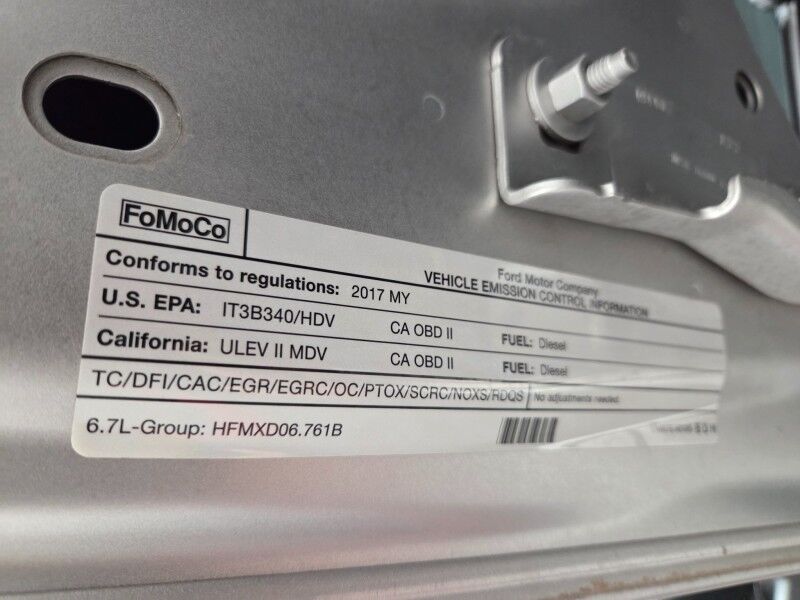 FoMoCo
Ford Motor Company
VEHICLE EMISSION CONTROL INFORMATION
Conforms to regulations: 2017 MY
U.S. EPA: IT3B340/HDV CA OBD II FUEL: Diesel
California: ULEV II MDV CA OBD II FUEL: Diesel
TC/DFI/CAC/EGR/EGRC/OC/PTOX/SCRC/NOXS/RDQS No adjustments needed.
6.7L-Group: HFMXD06.761B